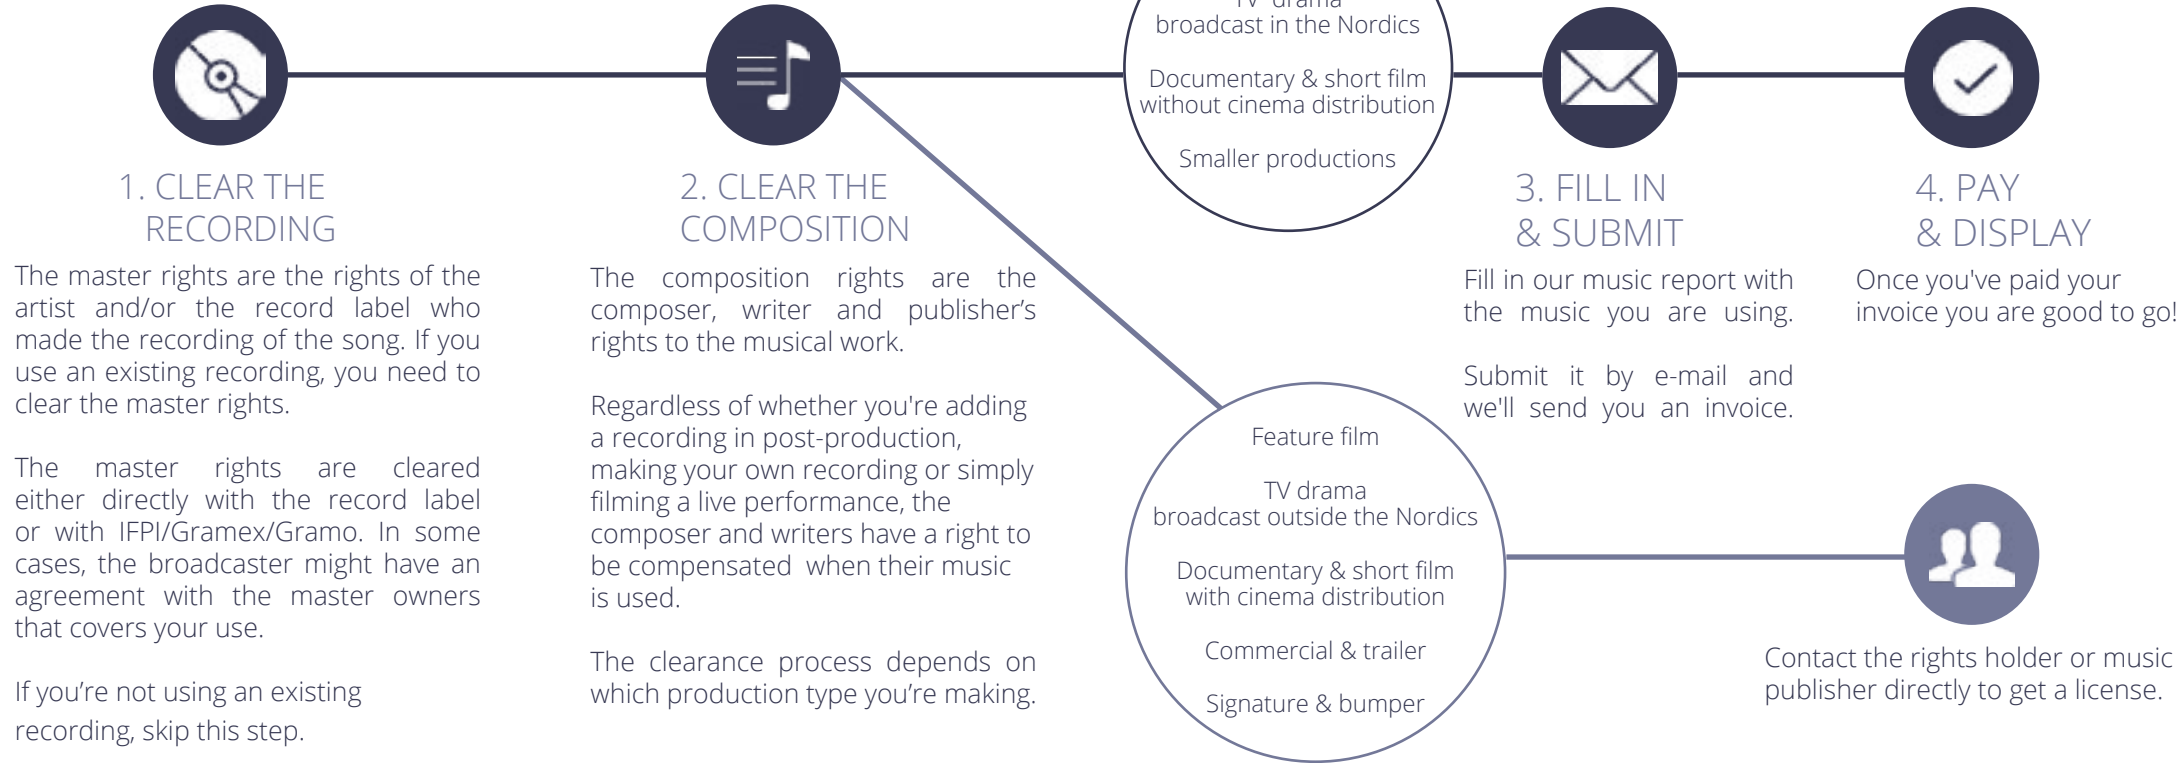 1. CLEAR THE
RECORDING
The master rights are the rights of the
artist and/or the record label who
made the recording of the song. If you
use an existing recording, you need to
clear the master rights.
The master rights are cleared
either directly with the record label
or with IFPI/Gramex/Gramo. In some
cases, the broadcaster might have an
agreement with the master owners
that covers your use.
If you’re not using an existing
recording, skip this step.
2. CLEAR THE
COMPOSITION
The composition rights are the
composer, writer and publisher’s
rights to the musical work.
Regardless of whether you're adding
a recording in post-production,
making your own recording or simply
filming a live performance, the
composer and writers have a right to
be compensated when their music
is used.
The clearance process depends on
which production type you’re making.
TV drama
broadcast in the Nordics
Documentary & short film
without cinema distribution
Smaller productions
Feature film
TV drama
broadcast outside the Nordics
Documentary & short film
with cinema distribution
Commercial & trailer
Signature & bumper
3. FILL IN
& SUBMIT
Fill in our music report with
the music you are using.
Submit it by e-mail and
we'll send you an invoice.
4. PAY
& DISPLAY
Once you've paid your
invoice you are good to go!
Contact the rights holder or music
publisher directly to get a license.